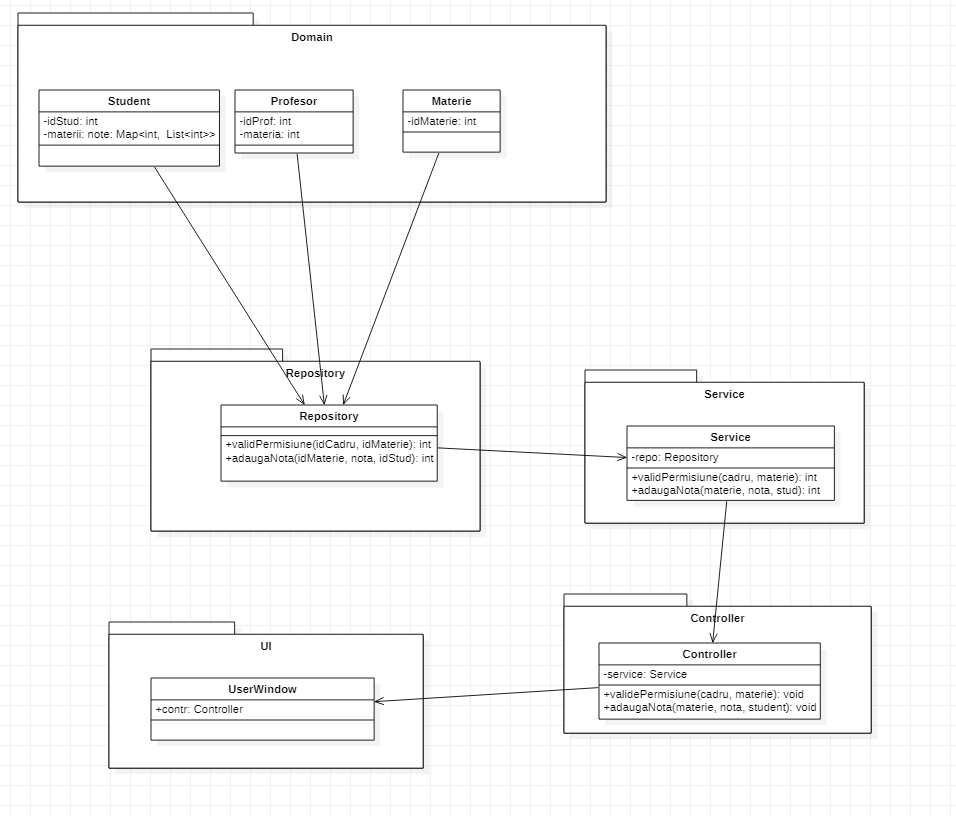 Domain
Student
-idStud: int
-materii: note: Map<int, List<int>>
Profesor
-idProf: int
-materia: int
Materie
-idMaterie: int
Repository
Repository
+validPermisiune(idCadru, idMaterie): int
+adaugaNota(idMaterie, nota, idStud): int
Service
Service
-repo: Repository
+validPermisiune(cadru, materie): int
+adaugaNota(materie, nota, stud): int
Controller
Controller
-service: Service
+validePermisiune(cadru, materie): void
+adaugaNota(materie, nota, student): void
UI
UserWindow
+contr: Controller